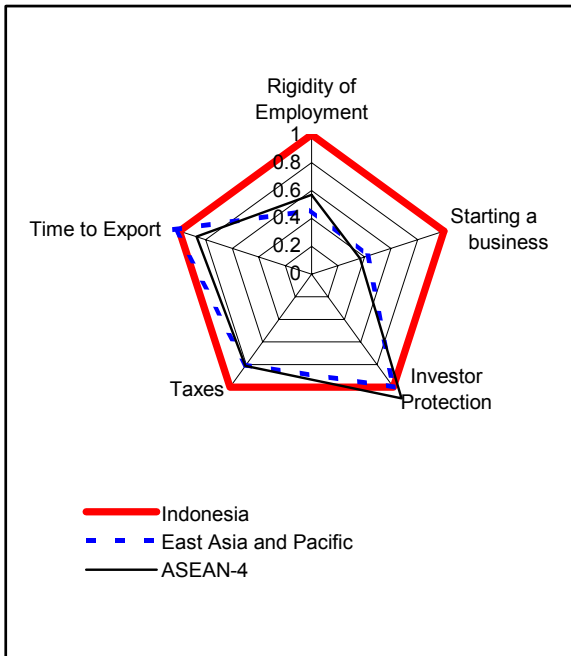 Rigidity of
Employment
1
0.8
0.6
0.4
0.2
0
Starting a
business
Time to Export
Investor
Protection
Taxes
Indonesia
East Asia and Pacific
ASEAN-4